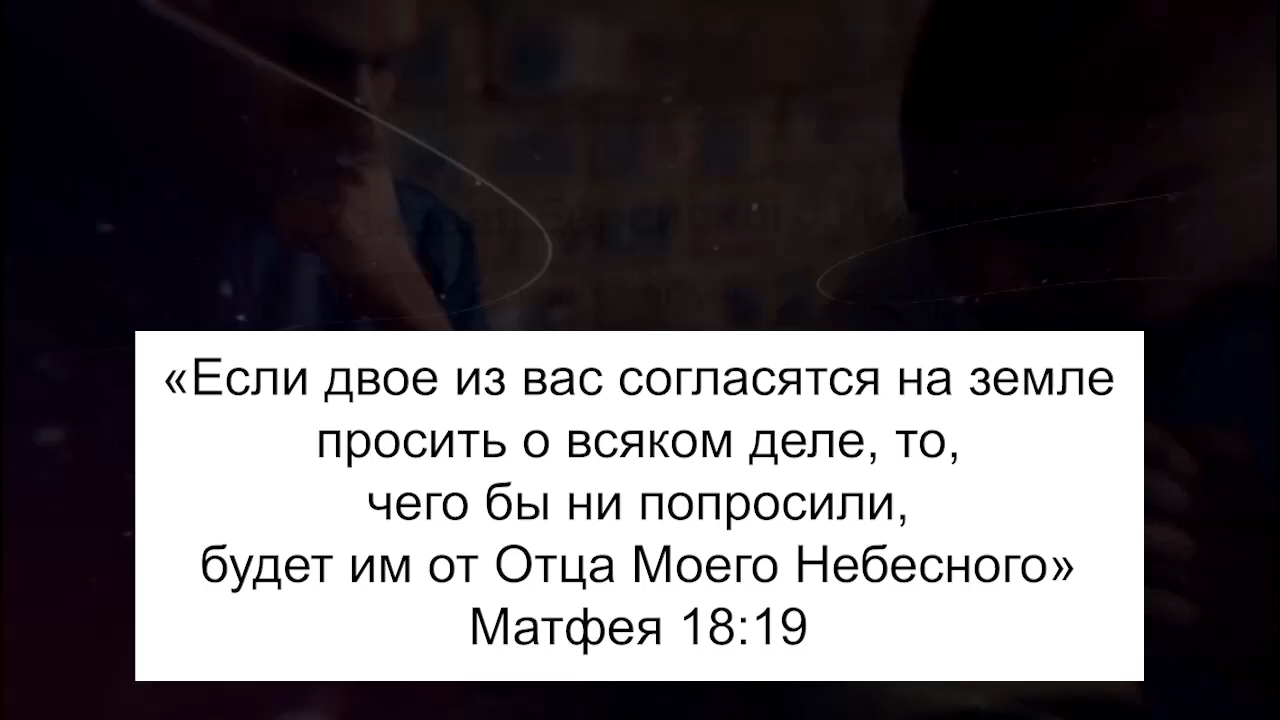 «Если двое из вас согласятся на земле
просить о всяком деле, то,
чего бы ни попросили,
будет им от Отца Моего Небесного»
Матфея 18:19